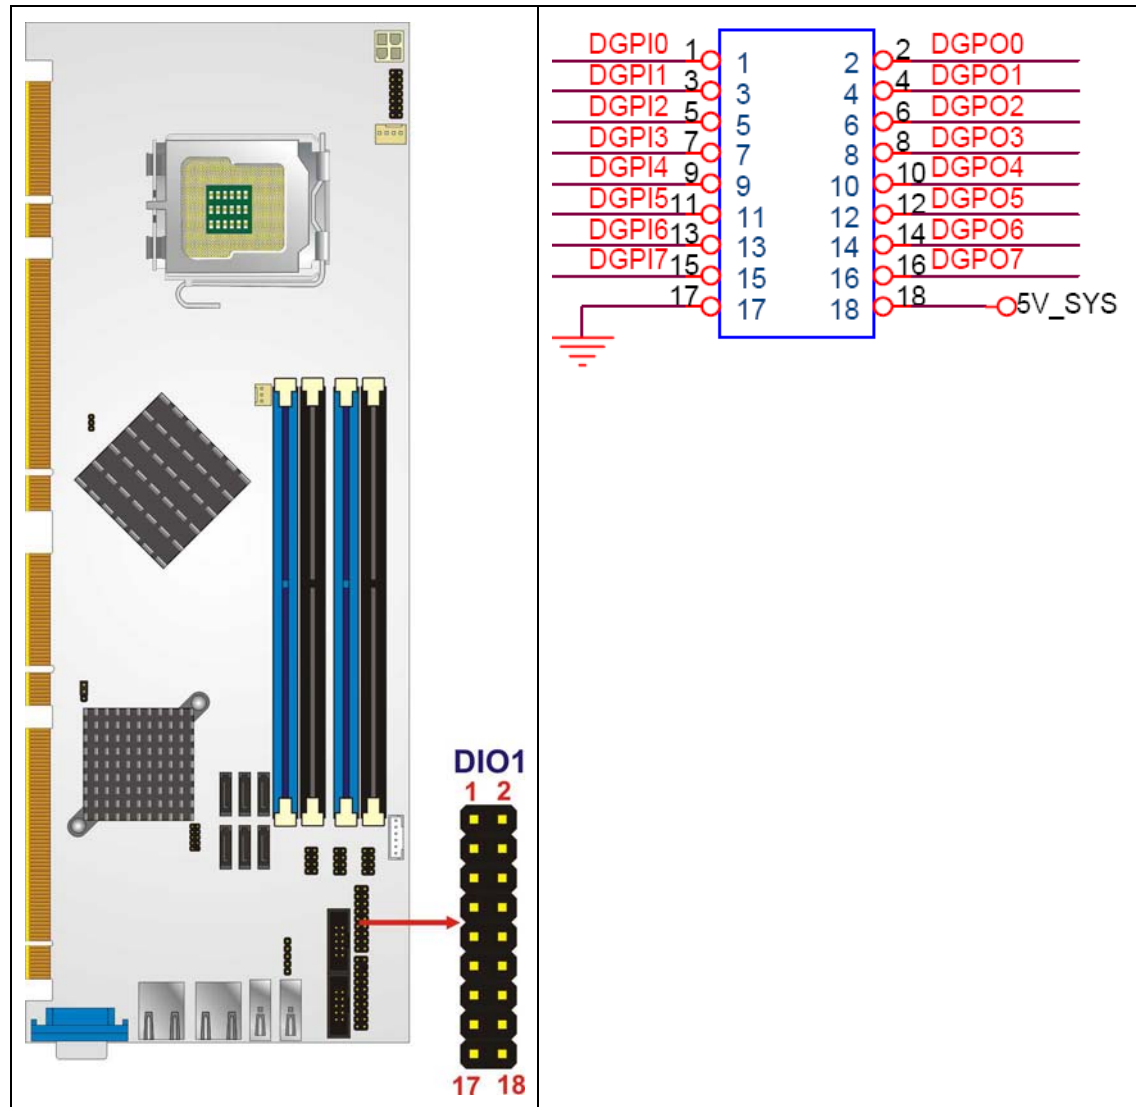 DIO1
1 2
17 18
DGPI0 1 1 2 2 DGPO0
DGPI1 3 3 4 4 DGPO1
DGPI2 5 5 6 6 DGPO2
DGPI3 7 7 8 8 DGPO3
DGPI4 9 9 10 10 DGPO4
DGPI5 11 11 12 12 DGPO5
DGPI6 13 13 14 14 DGPO6
DGPI7 15 15 16 16 DGPO7
17 17 18 18 5V_SYS